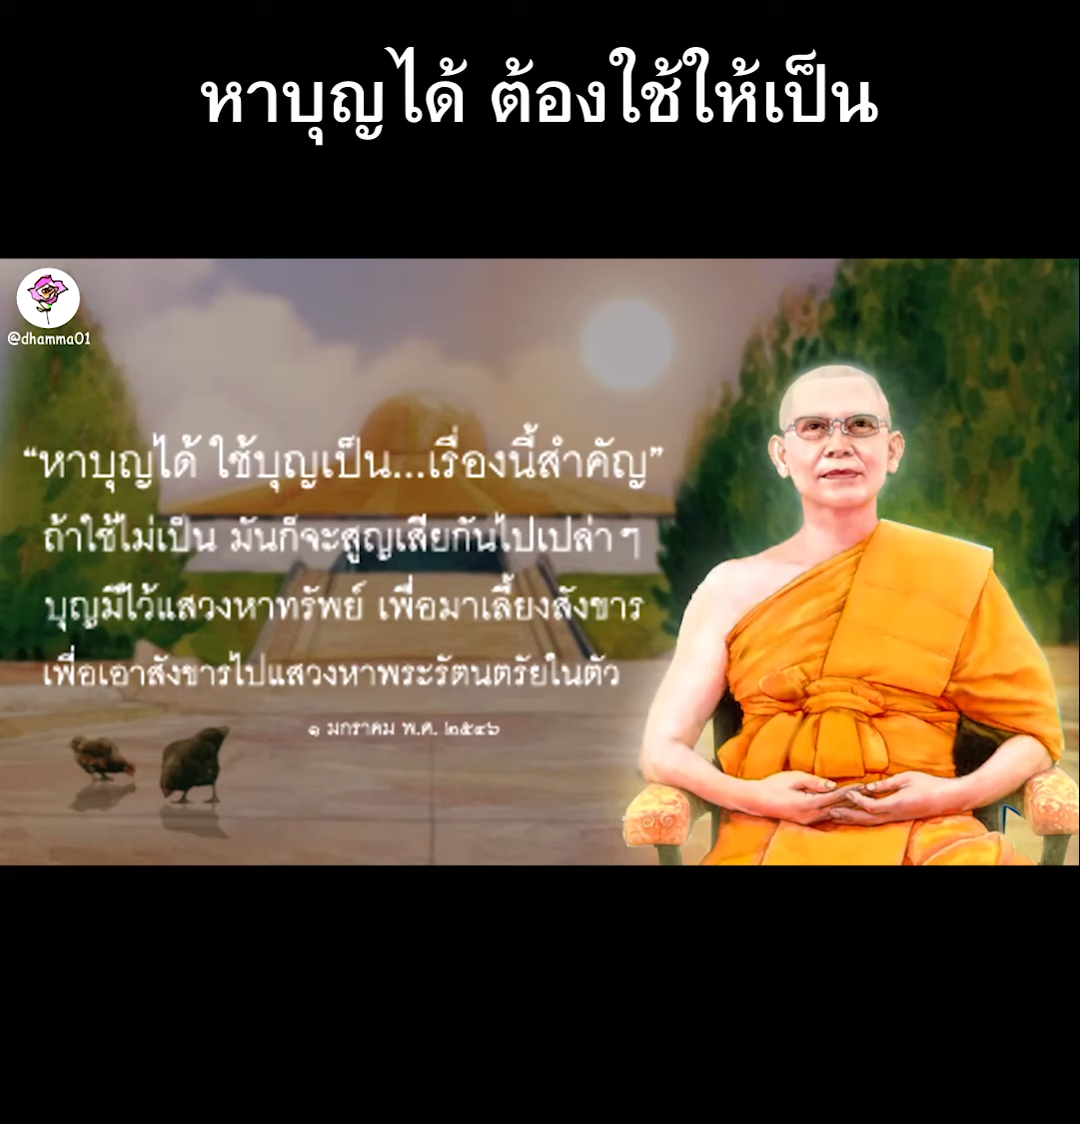 หาบุญได้ ต้องใช้ให้เป็น
@dhamma01
“หาบุญได้ ใช้บุญเป็น...เรื่องนี้สำคัญ”
ถ้าใช้ไม่เป็น มันก็จะสูญเสียกันไปเปล่า ๆ
บุญมีไว้แสวงหาทรัพย์ เพื่อมาเลี้ยงสังขาร
เพื่อเอาสังขารไปแสวงหาพระรัตนตรัยในตัว
๑ มกราคม พ.ศ. ๒๕๔๖